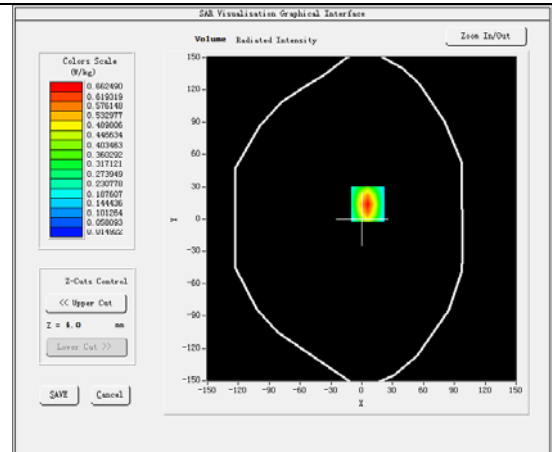 SAR Visualisation Graphical Interface
Volume Radiated Intensity
Zoom In/Out
Colors Scale
(W/kg)
0.662490
0.619319
0.576148
0.532977
0.489806
0.446634
0.403463
0.360292
0.317121
0.273949
0.230778
0.187607
0.144436
0.101264
0.058093
0.014922
150
120
90
60
30
0
-30
-60
-90
-120
-150
Y
-150 -120 -90 -60 -30 0 30 60 90 120 150
X
Z-Cuts Control
<< Upper Cut
Z = 4.0 mm
Lower Cut >>
SAVE Cancel